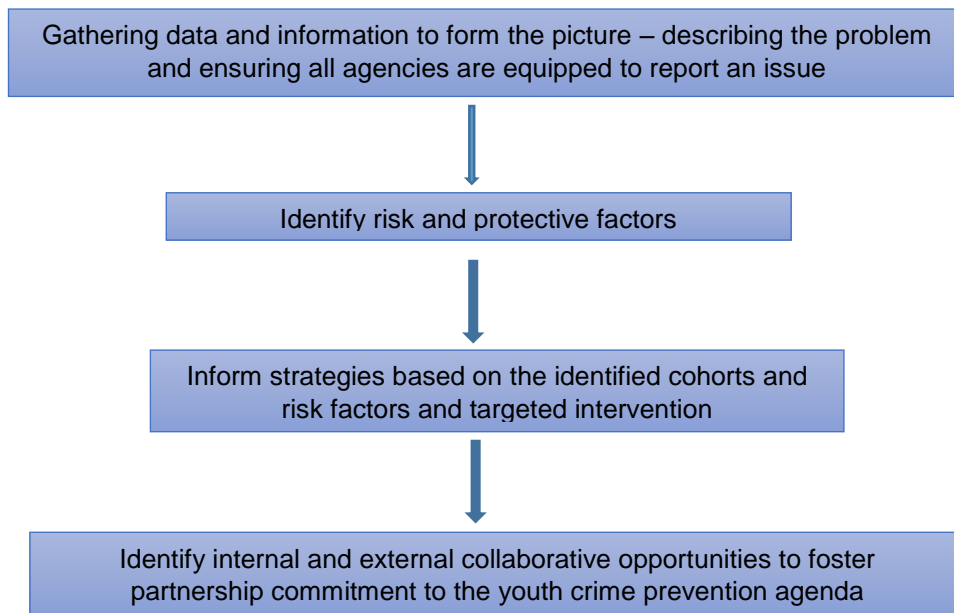 Gathering data and information to form the picture – describing the problem
and ensuring all agencies are equipped to report an issue
Identify risk and protective factors
Inform strategies based on the identified cohorts and
risk factors and targeted intervention
Identify internal and external collaborative opportunities to foster
partnership commitment to the youth crime prevention agenda